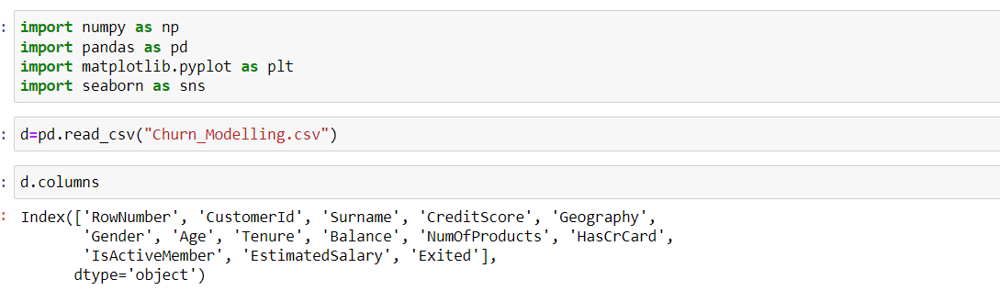 : import numpy as np
import pandas as pd
import matplotlib.pyplot as plt
import seaborn as sns
: d=pd.read_csv("Churn_Modelling.csv")
: d.columns
: Index(['RowNumber', 'CustomerId', 'Surname', 'CreditScore', 'Geography',
'Gender', 'Age', 'Tenure', 'Balance', 'NumOfProducts', 'HasCrCard',
'IsActiveMember', 'EstimatedSalary', 'Exited'],
dtype='object')